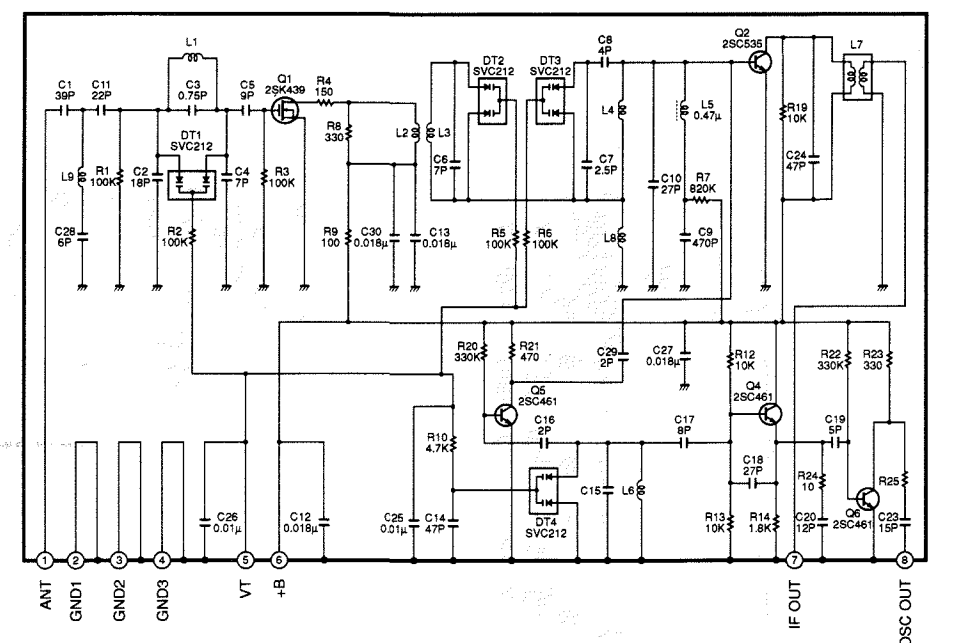 L1
C1
39P
C11
22P
C3
0.75P
C5
9P
Q1
2SK439
R4
150
DT1
SVC212
L9
R1
100K
C2
18P
C4
7P
R3
100K
C28
6P
R2
100K
R8
330
L2
L3
R9
100
C30
0.018µ
C13
0.018µ
DT2
SVC212
DT3
SVC212
C8
4P
C6
7P
C7
2.5P
L4
L5
0.47µ
C10
27P
R7
820K
R5
100K
R6
100K
L8
C9
470P
Q2
2SC535
R19
10K
C24
47P
L7
R20
330K
R21
470
C29
2P
C27
0.018µ
R12
10K
Q4
2SC461
R22
330K
R23
330
Q5
2SC461
R10
4.7K
C16
2P
C17
8P
C19
5P
C18
27P
R24
10
R25
C26
0.01µ
C12
0.018µ
C25
0.01µ
C14
47P
DT4
SVC212
C15
L6
R13
10K
R14
1.8K
C20
12P
Q6
2SC461
C23
15P
1
2
3
4
5
6
7
8
ANT
GND1
GND2
GND3
VT
+B
IF OUT
OSC OUT